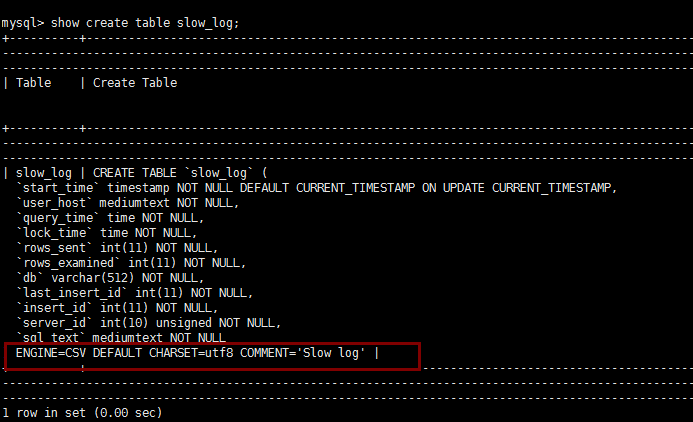 mysql> show create table slow_log;
+----------+------------------------------------------------------------------------------------
------------------------------------------------------------------------------------------------
------------------------------------------------------------------------------------------------
| Table    | Create Table
+----------+------------------------------------------------------------------------------------
------------------------------------------------------------------------------------------------
------------------------------------------------------------------------------------------------
| slow_log | CREATE TABLE `slow_log` (
  `start_time` timestamp NOT NULL DEFAULT CURRENT_TIMESTAMP ON UPDATE CURRENT_TIMESTAMP,
  `user_host` mediumtext NOT NULL,
  `query_time` time NOT NULL,
  `lock_time` time NOT NULL,
  `rows_sent` int(11) NOT NULL,
  `rows_examined` int(11) NOT NULL,
  `db` varchar(512) NOT NULL,
  `last_insert_id` int(11) NOT NULL,
  `insert_id` int(11) NOT NULL,
  `server_id` int(10) unsigned NOT NULL,
  `sql_text` mediumtext NOT NULL
  ENGINE=CSV DEFAULT CHARSET=utf8 COMMENT='Slow log' |
+----------+------------------------------------------------------------------------------------
------------------------------------------------------------------------------------------------
------------------------------------------------------------------------------------------------
1 row in set (0.00 sec)